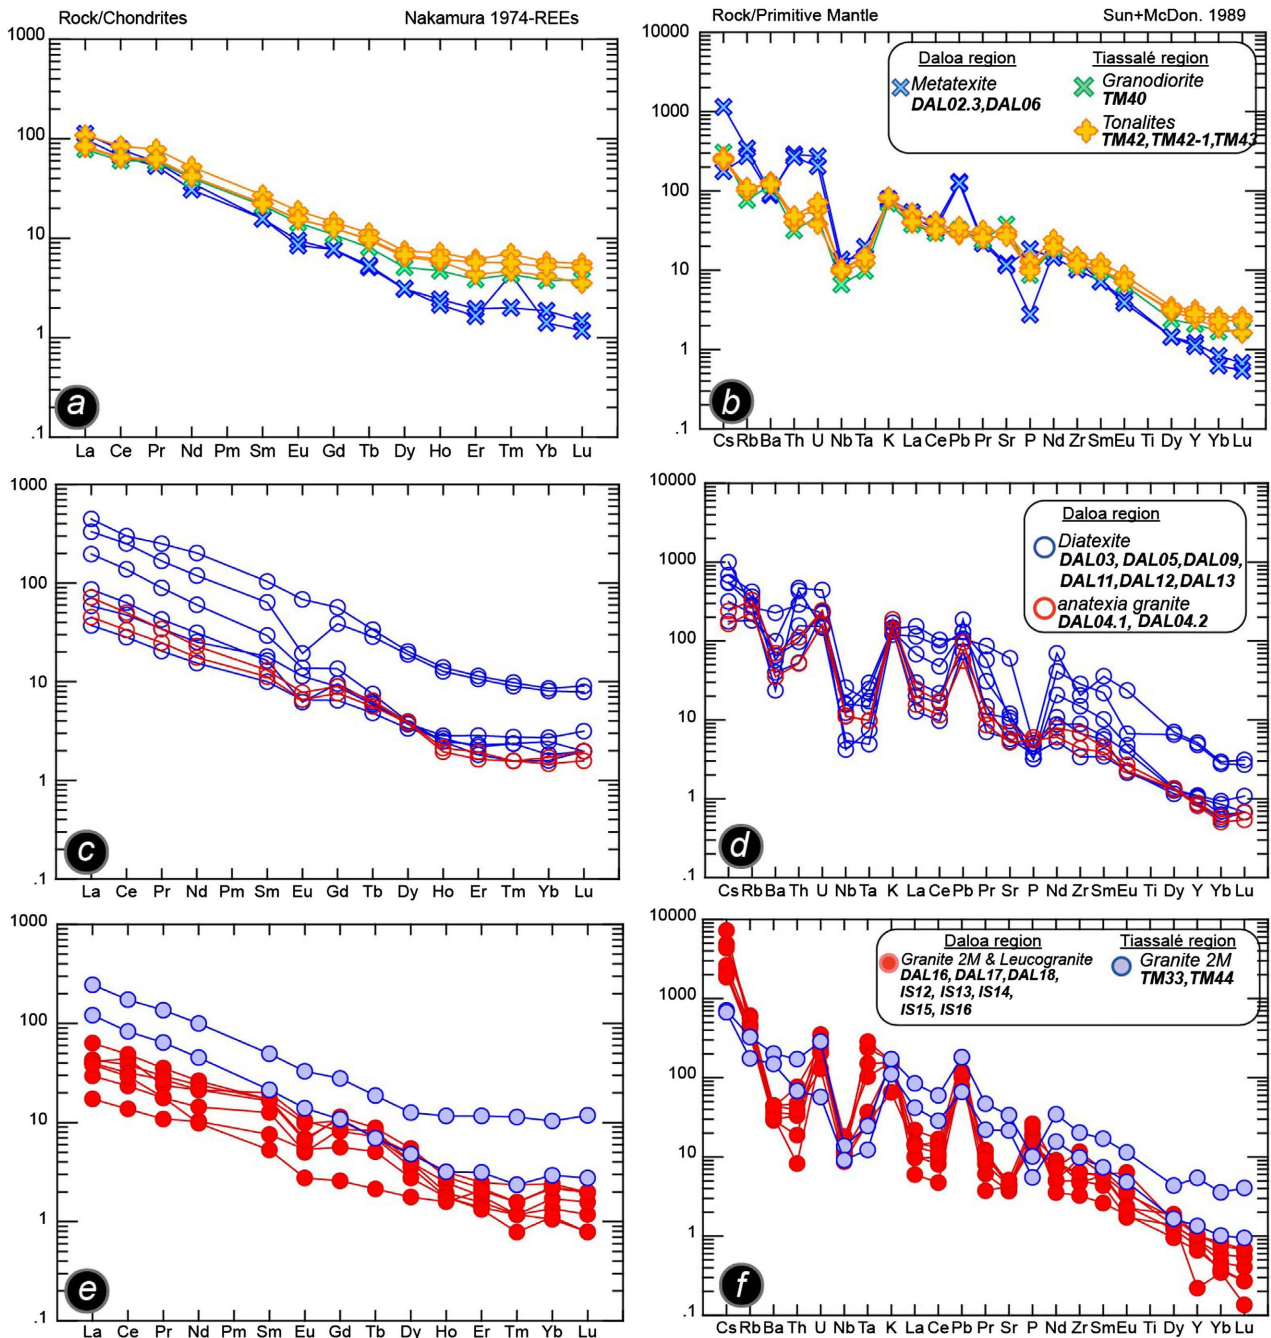 Rock/Chondrites
Nakamura 1974-REEs
1000
100
10
1
.1
a
La Ce Pr Nd Pm Sm Eu Gd Tb Dy Ho Er Tm Yb Lu
Rock/Primitive Mantle
Sun+McDon. 1989
10000
1000
100
10
1
.1
Daloa region
Metatexite
DAL02.3,DAL06
Tiassalé region
Granodiorite
TM40
Tonalites
TM42,TM42-1,TM43
b
Cs Rb Ba Th U Nb Ta K La Ce Pb Pr Sr P Nd Zr Sm Eu Ti Dy Y Yb Lu
1000
100
10
1
.1
c
La Ce Pr Nd Pm Sm Eu Gd Tb Dy Ho Er Tm Yb Lu
10000
1000
100
10
1
.1
Daloa region
Diatexite
DAL03, DAL05,DAL09,
DAL11,DAL12,DAL13
anatexia granite
DAL04.1, DAL04.2
d
Cs Rb Ba Th U Nb Ta K La Ce Pb Pr Sr P Nd Zr Sm Eu Ti Dy Y Yb Lu
1000
100
10
1
.1
e
La Ce Pr Nd Pm Sm Eu Gd Tb Dy Ho Er Tm Yb Lu
10000
1000
100
10
1
.1
Daloa region
Granite 2M & Leucogranite
DAL16, DAL17,DAL18,
IS12, IS13, IS14,
IS15, IS16
Tiassalé region
Granite 2M
TM33,TM44
f
Cs Rb Ba Th U Nb Ta K La Ce Pb Pr Sr P Nd Zr Sm Eu Ti Dy Y Yb Lu